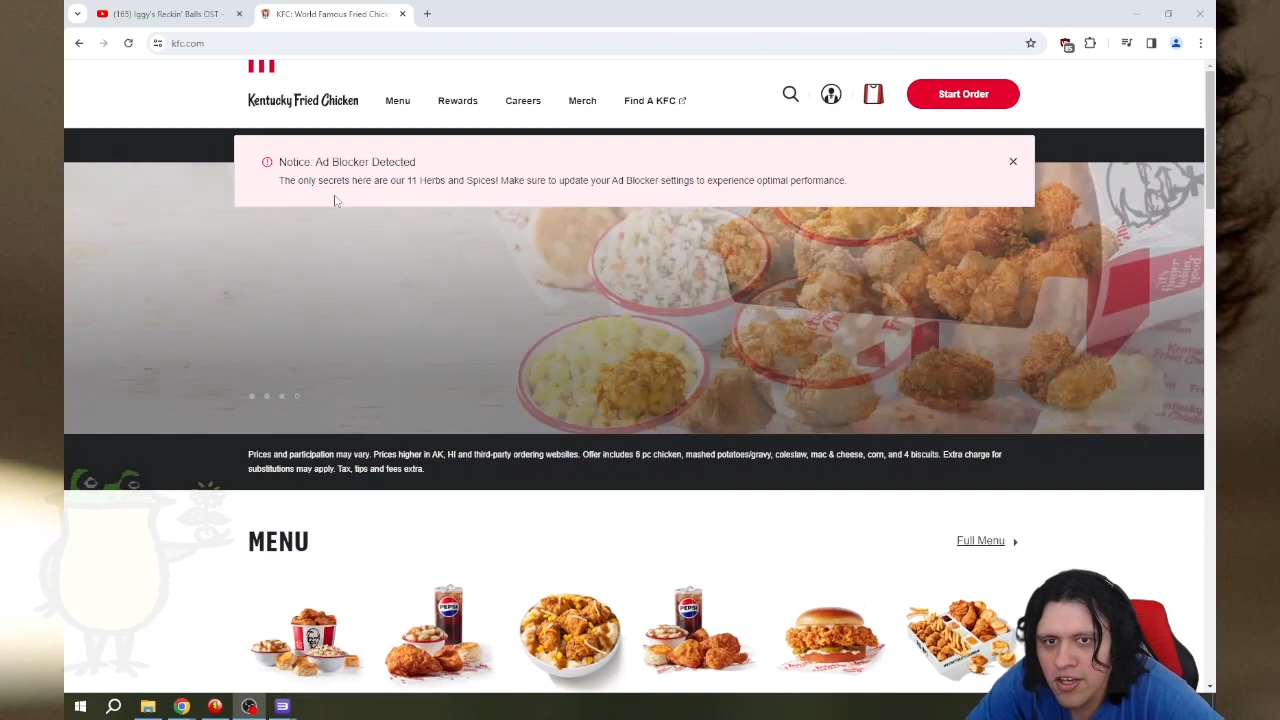 (165) Iggy's Reckin' Balls OST -
KFC: World Famous Fried Chick
kfc.com
85
Kentucky Fried Chicken
Menu
Rewards
Careers
Merch
Find A KFC
Start Order
Notice: Ad Blocker Detected
The only secrets here are our 11 Herbs and Spices! Make sure to update your Ad Blocker settings to experience optimal performance.
Prices and participation may vary. Prices higher in AK, HI and third-party ordering websites. Offer includes 6 pc chicken, mashed potatoes/gravy, coleslaw, mac & cheese, corn, and 4 biscuits. Extra charge for
substitutions may apply. Tax, tips and fees extra.
MENU
Full Menu
PEPSI
PEPSI